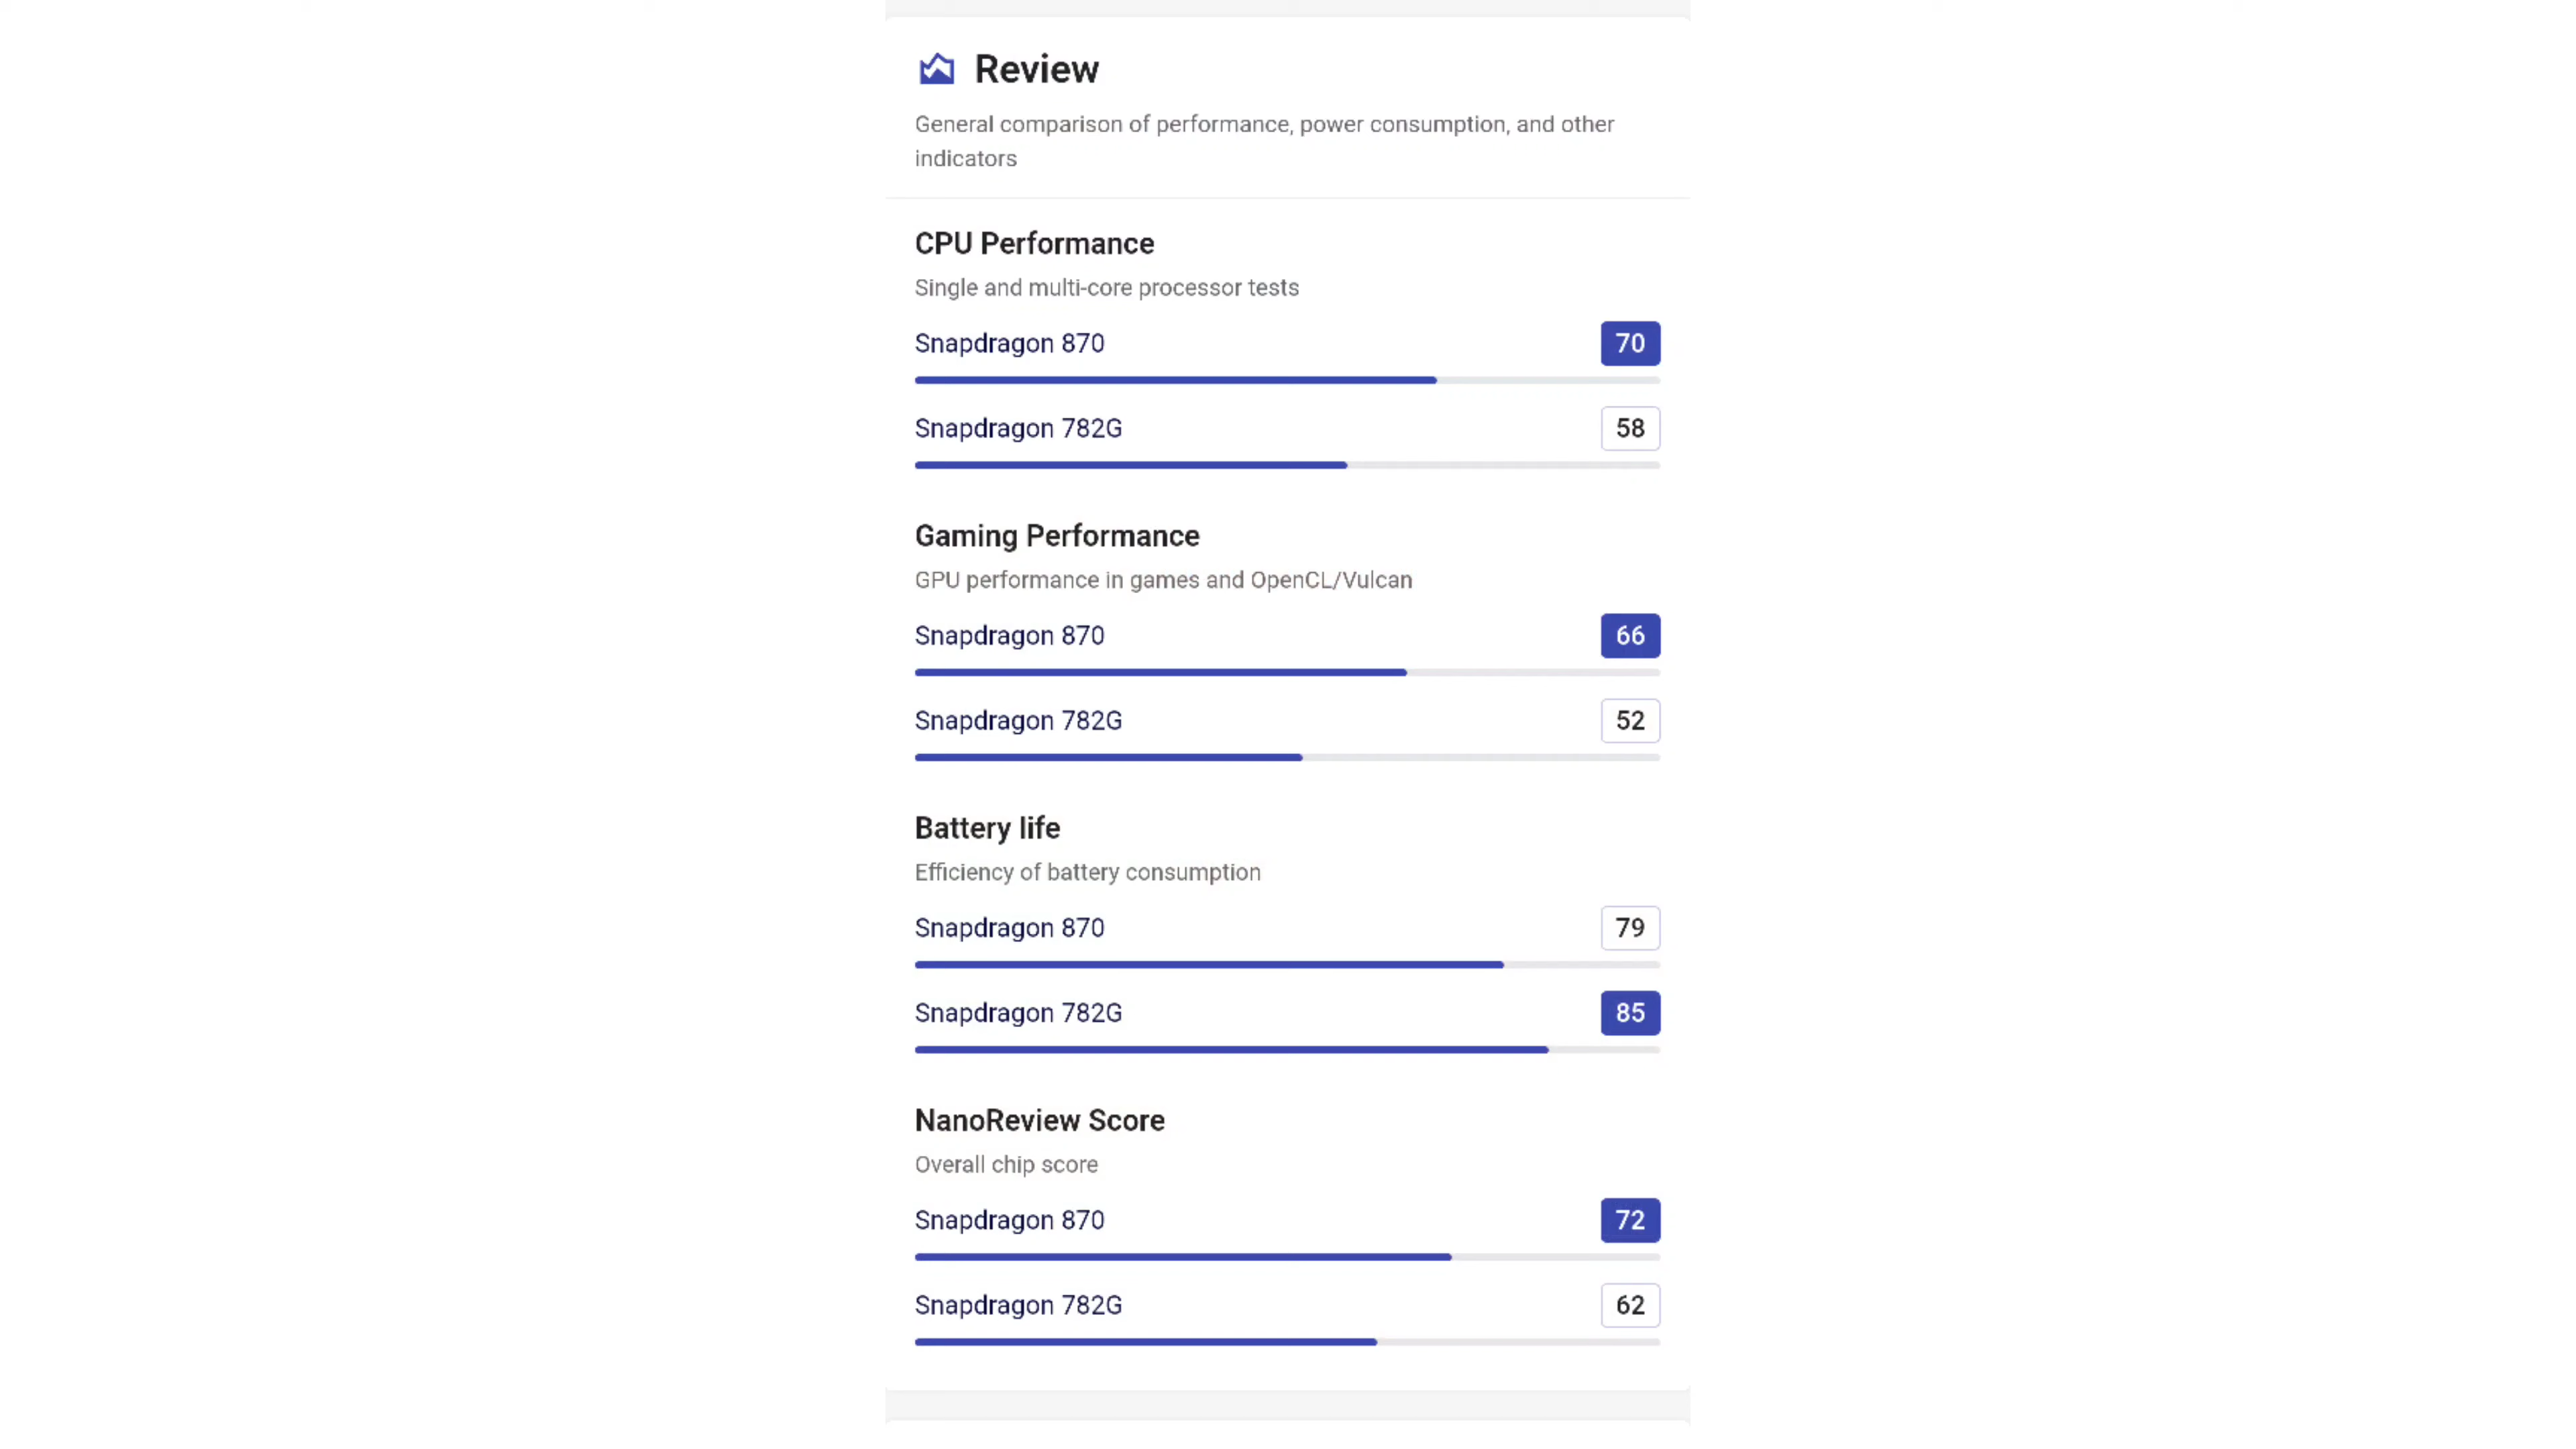 Review
General comparison of performance, power consumption, and other
indicators
CPU Performance
Single and multi-core processor tests
Snapdragon 870 70
Snapdragon 782G 58
Gaming Performance
GPU performance in games and OpenCL/Vulcan
Snapdragon 870 66
Snapdragon 782G 52
Battery life
Efficiency of battery consumption
Snapdragon 870 79
Snapdragon 782G 85
NanoReview Score
Overall chip score
Snapdragon 870 72
Snapdragon 782G 62